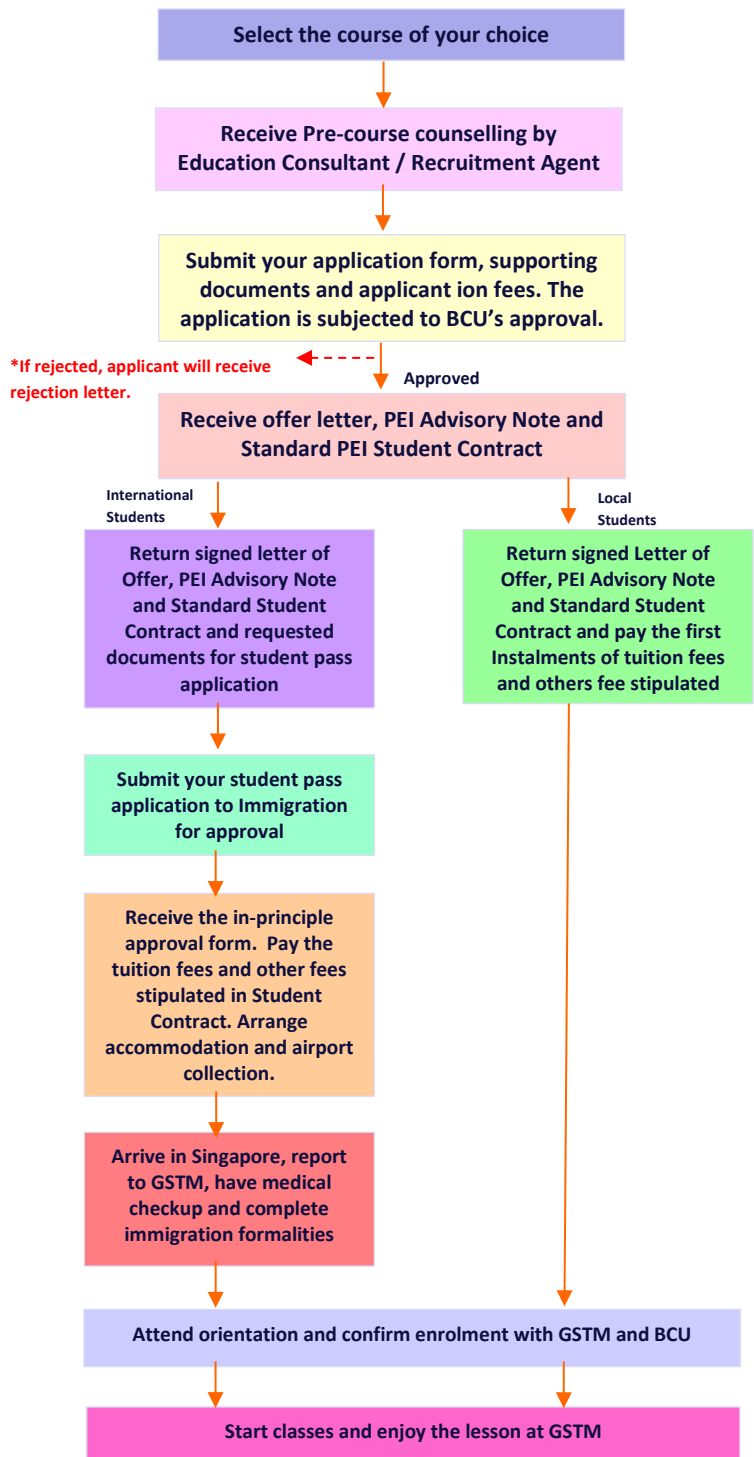 Select the course of your choice
Receive Pre-course counselling by
Education Consultant / Recruitment Agent
Submit your application form, supporting
documents and applicant ion fees. The
application is subjected to BCU's approval.
*If rejected, applicant will receive
rejection letter.
Approved
Receive offer letter, PEI Advisory Note and
Standard PEI Student Contract
International
Students
Local
Students
Return signed letter of
Offer, PEI Advisory Note
and Standard Student
Contract and requested
documents for student pass
application
Return signed Letter of
Offer, PEI Advisory Note
and Standard Student
Contract and pay the first
Instalments of tuition fees
and others fee stipulated
Submit your student pass
application to Immigration
for approval
Receive the in-principle
approval form. Pay the
tuition fees and other fees
stipulated in Student
Contract. Arrange
accommodation and airport
collection.
Arrive in Singapore, report
to GSTM, have medical
checkup and complete
immigration formalities
Attend orientation and confirm enrolment with GSTM and BCU
Start classes and enjoy the lesson at GSTM